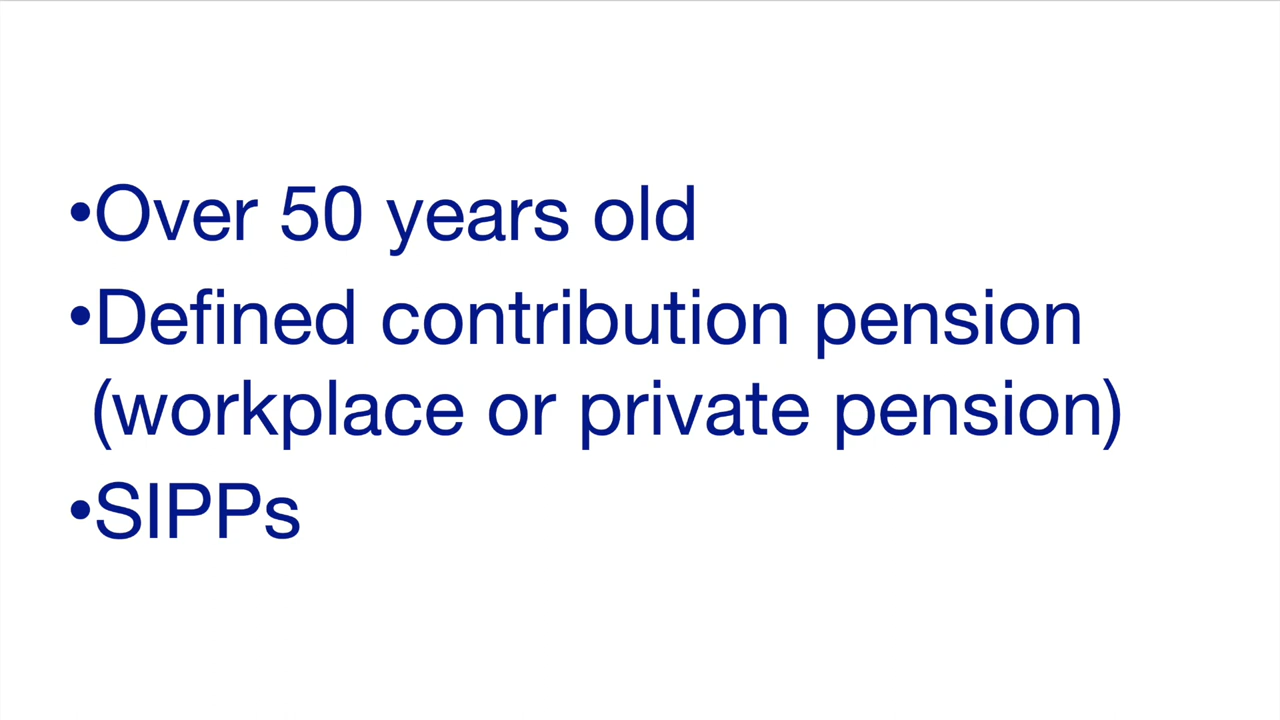 •Over 50 years old
•Defined contribution pension
(workplace or private pension)
•SIPPs